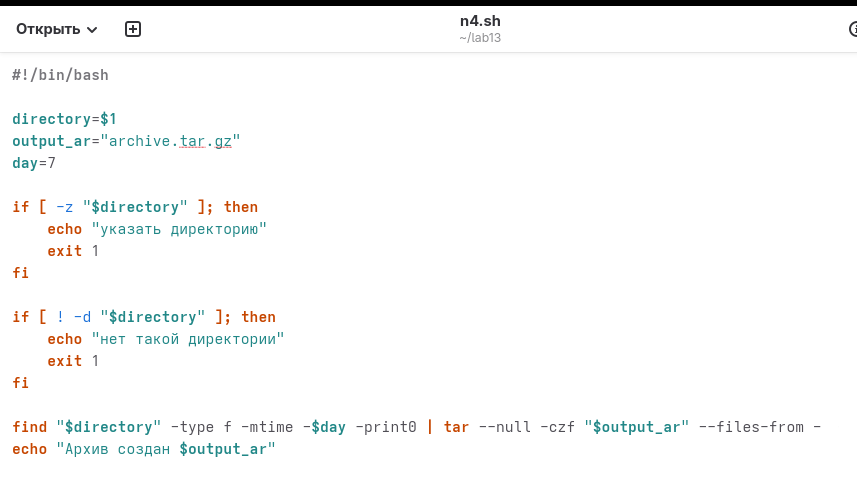 Открыть
n4.sh
~/lab13
#!/bin/bash
directory=$1
output_ar="archive.tar.gz"
day=7
if [ -z "$directory" ]; then
echo "указать директорию"
exit 1
fi
if [ ! -d "$directory" ]; then
echo "нет такой директории"
exit 1
fi
find "$directory" -type f -mtime -$day -print0 | tar --null -czf "$output_ar" --files-from -
echo "Архив создан $output_ar"